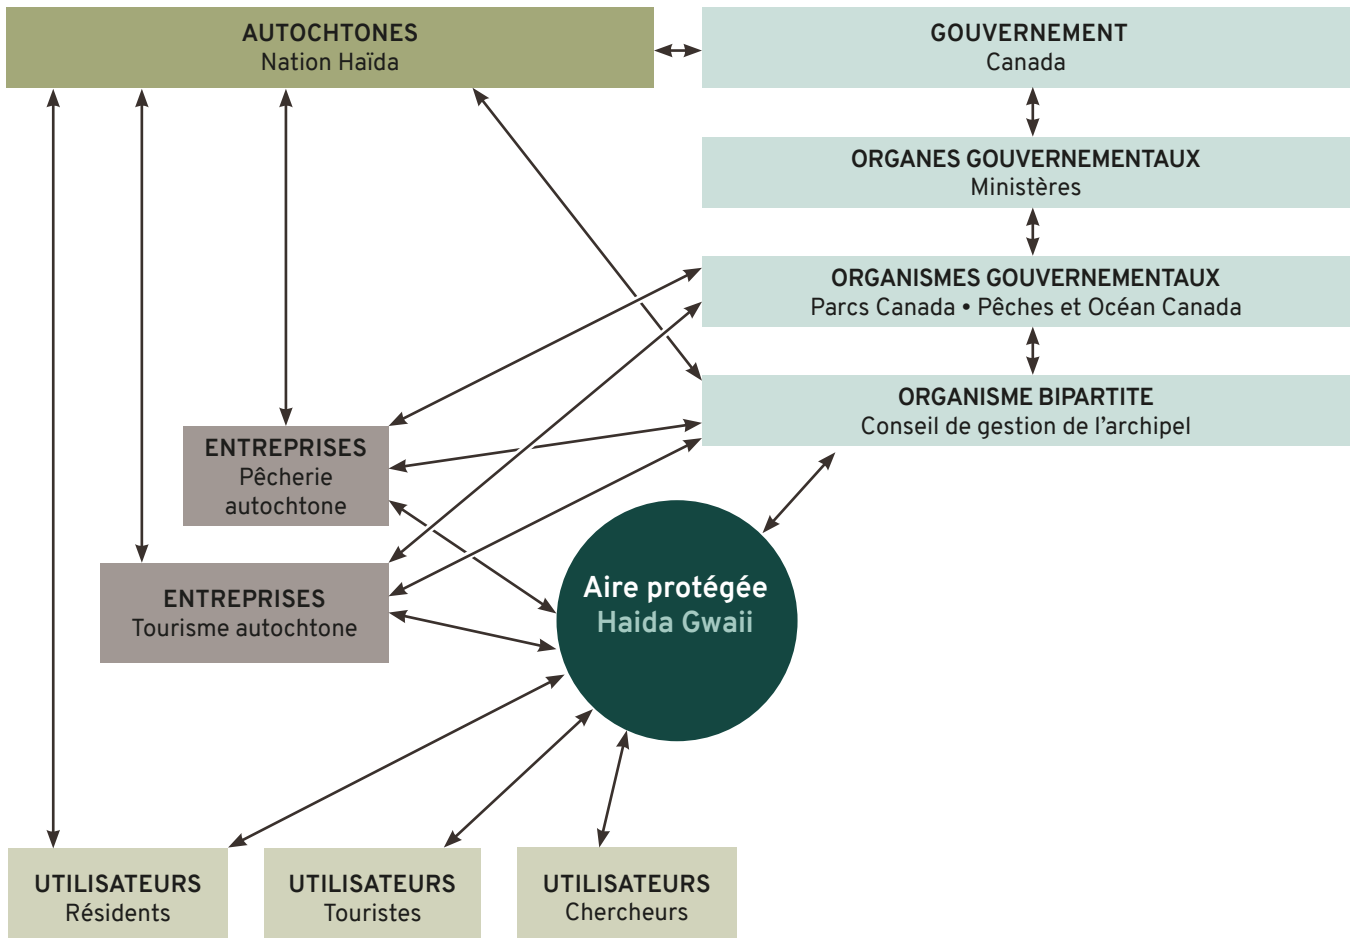 AUTOCHTONES
Nation Haïda
GOUVERNEMENT
Canada
ORGANES GOUVERNEMENTAUX
Ministères
ORGANISMES GOUVERNEMENTAUX
Parcs Canada • Pêches et Océan Canada
ORGANISME BIPARTITE
Conseil de gestion de l’archipel
ENTREPRISES
Pêcherie
autochtone
ENTREPRISES
Tourisme autochtone
Aire protégée
Haida Gwaii
UTILISATEURS
Résidents
UTILISATEURS
Touristes
UTILISATEURS
Chercheurs